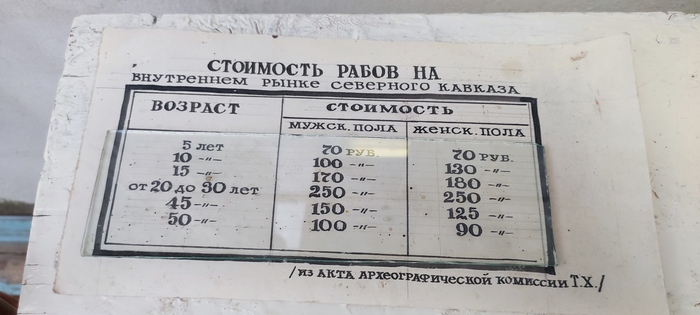 СТОИМОСТЬ РАБОВ НА
ВНУТРЕННЕМ РЫНКЕ СЕВЕРНОГО КАВКАЗА
ВОЗРАСТ СТОИМОСТЬ
МУЖСК. ПОЛА ЖЕНСК. ПОЛА
5 ЛЕТ 70 РУБ. 70 РУБ.
10 -"- 100 -"- 130 -"-
15 -"- 170 -"- 180 -"-
ОТ 20 ДО 30 ЛЕТ 250 -"- 250 -"-
45 -"- 150 -"- 125 -"-
50 -"- 100 -"- 90 -"-
/ИЗ АКТА АРХЕОГРАФИЧЕСКОЙ КОМИССИИ Т.X./